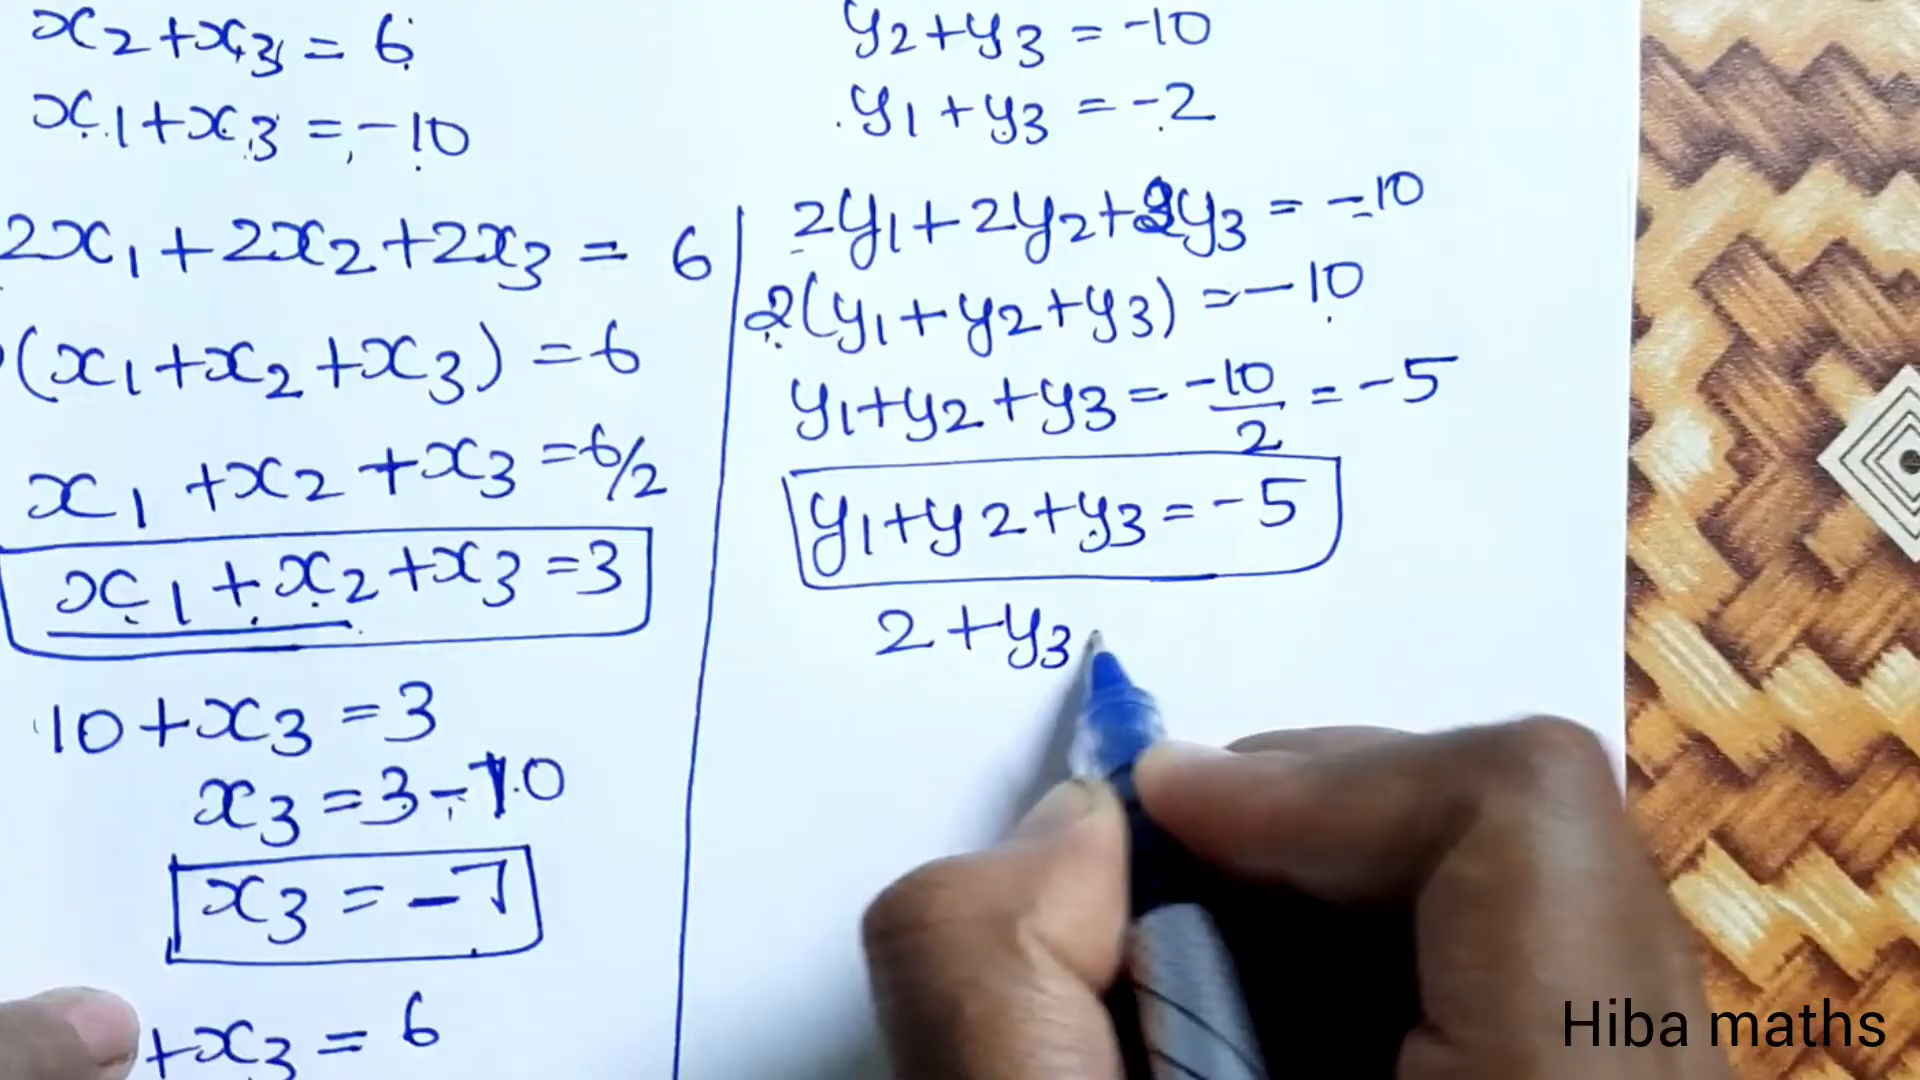 x2+x3 = 6
x1+x3 = -10
2x1+2x2+2x3 = 6
(x1+x2+x3) = 6
x1+x2+x3 = 6/2
x1+x2+x3 = 3
10+x3 = 3
x3 = 3-10
x3 = -7
+x3 = 6
y2+y3 = -10
y1+y3 = -2
2y1+2y2+2y3 = -10
2(y1+y2+y3) = -10
y1+y2+y3 = -10/2 = -5
y1+y2+y3 = -5
2+y3
Hiba maths